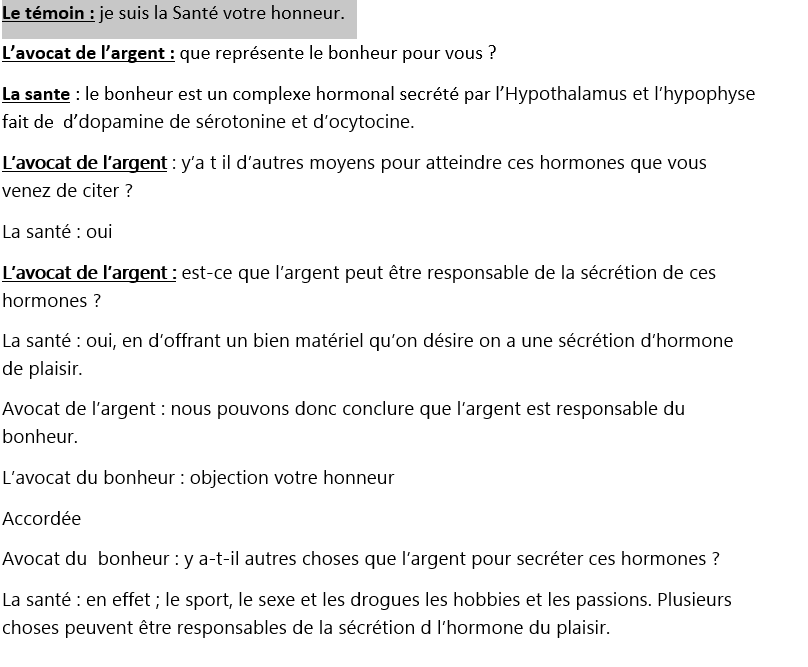 Le témoin : je suis la Santé votre honneur.
L’avocat de l’argent : que représente le bonheur pour vous ?
La sante : le bonheur est un complexe hormonal secrété par l’Hypothalamus et l’hypophyse
fait de  d’dopamine de sérotonine et d’ocytocine.
L’avocat de l’argent : y’a t il d’autres moyens pour atteindre ces hormones que vous
venez de citer ?
La santé : oui
L’avocat de l’argent : est-ce que l’argent peut être responsable de la sécrétion de ces
hormones ?
La santé : oui, en d’offrant un bien matériel qu’on désire on a une sécrétion d’hormone
de plaisir.
Avocat de l’argent : nous pouvons donc conclure que l’argent est responsable du
bonheur.
L’avocat du bonheur : objection votre honneur
Accordée
Avocat du  bonheur : y a-t-il autres choses que l’argent pour secréter ces hormones ?
La santé : en effet ; le sport, le sexe et les drogues les hobbies et les passions. Plusieurs
choses peuvent être responsables de la sécrétion d l’hormone du plaisir.